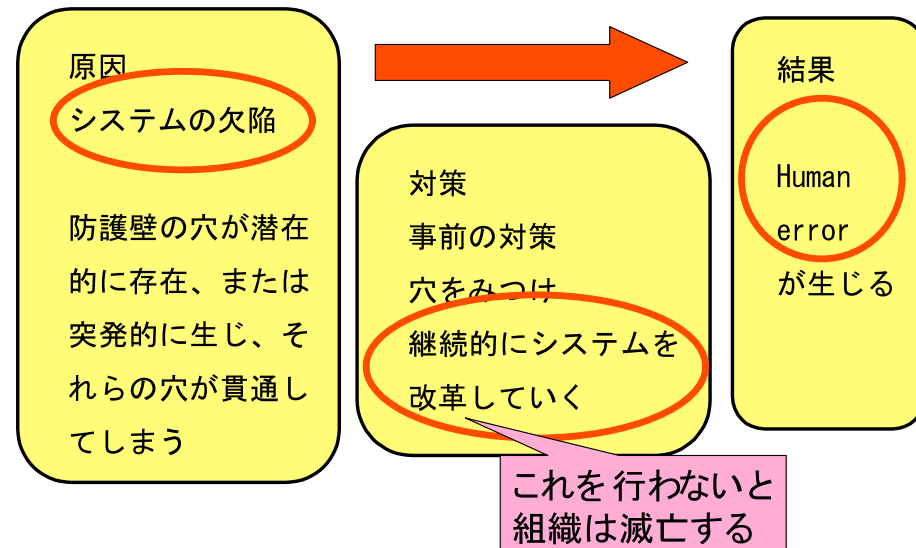 原因
システムの欠陥
防護壁の穴が潜在
的に存在、または
突発的に生じ、そ
れらの穴が貫通し
てしまう
対策
事前の対策
穴をみつけ
継続的にシステムを
改革していく
これを行わないと
組織は滅亡する
結果
Human
error
が生じる